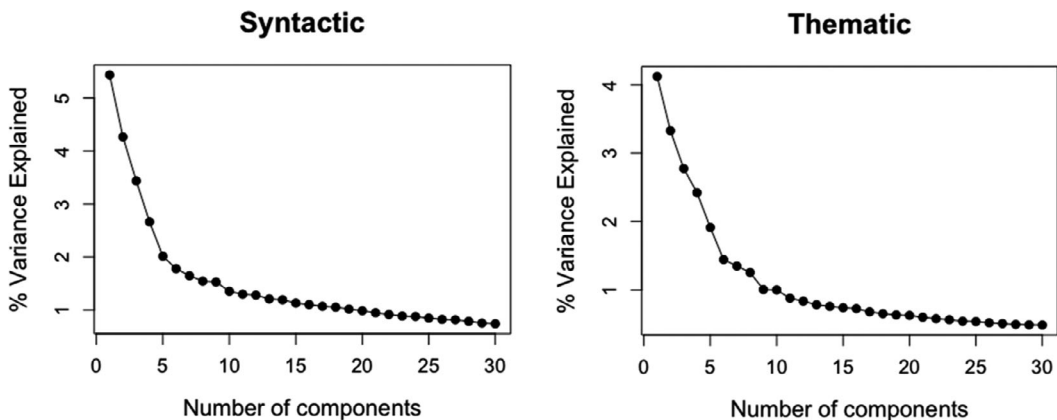 Syntactic
% Variance Explained
5
4
3
2
1
0 5 10 15 20 25 30
Number of components
Thematic
% Variance Explained
4
3
2
1
0 5 10 15 20 25 30
Number of components